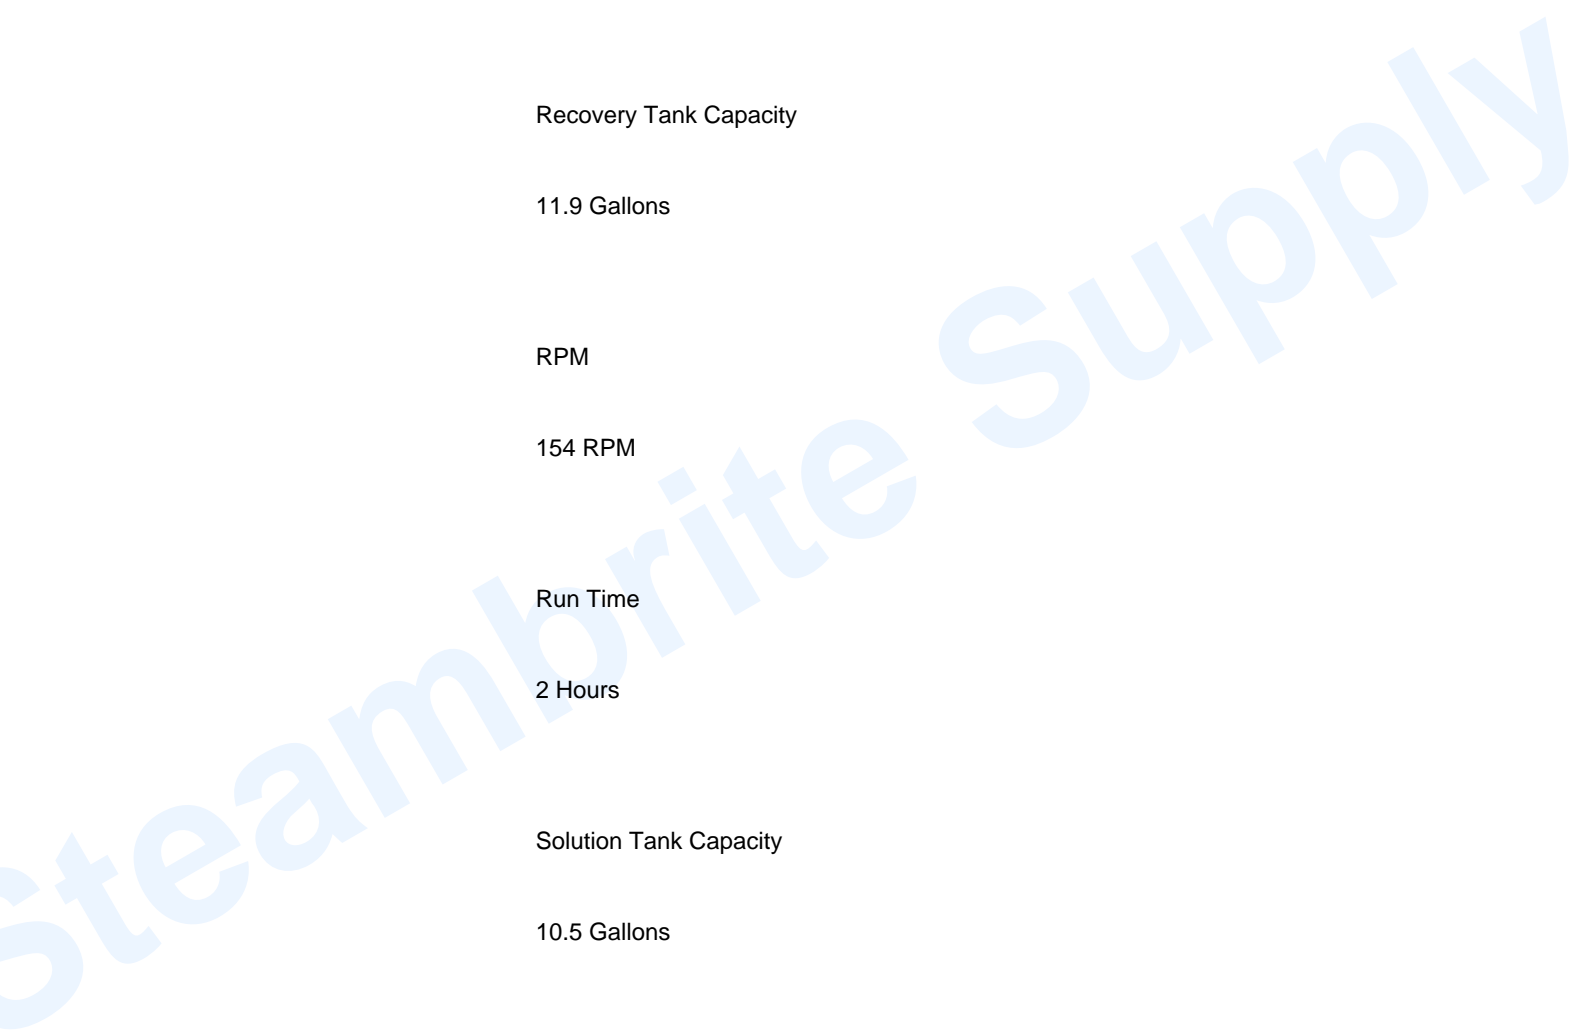 Recovery Tank Capacity
11.9 Gallons
RPM
154 RPM
Run Time
2 Hours
Solution Tank Capacity
10.5 Gallons
Steambrite Supply